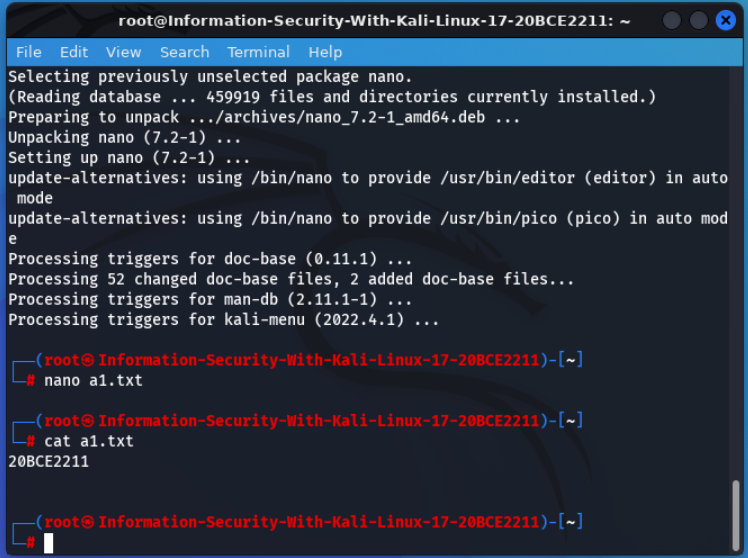 root@Information-Security-With-Kali-Linux-17-20BCE2211: ~
File Edit View Search Terminal Help
Selecting previously unselected package nano.
(Reading database ... 459919 files and directories currently installed.)
Preparing to unpack .../archives/nano_7.2-1_amd64.deb ...
Unpacking nano (7.2-1) ...
Setting up nano (7.2-1) ...
update-alternatives: using /bin/nano to provide /usr/bin/editor (editor) in auto
 mode
update-alternatives: using /bin/nano to provide /usr/bin/pico (pico) in auto mod
e
Processing triggers for doc-base (0.11.1) ...
Processing 52 changed doc-base files, 2 added doc-base files...
Processing triggers for man-db (2.11.1-1) ...
Processing triggers for kali-menu (2022.4.1) ...
┌──(root㉿Information-Security-With-Kali-Linux-17-20BCE2211)-[~]
└─# nano a1.txt
┌──(root㉿Information-Security-With-Kali-Linux-17-20BCE2211)-[~]
└─# cat a1.txt
20BCE2211
┌──(root㉿Information-Security-With-Kali-Linux-17-20BCE2211)-[~]
└─#